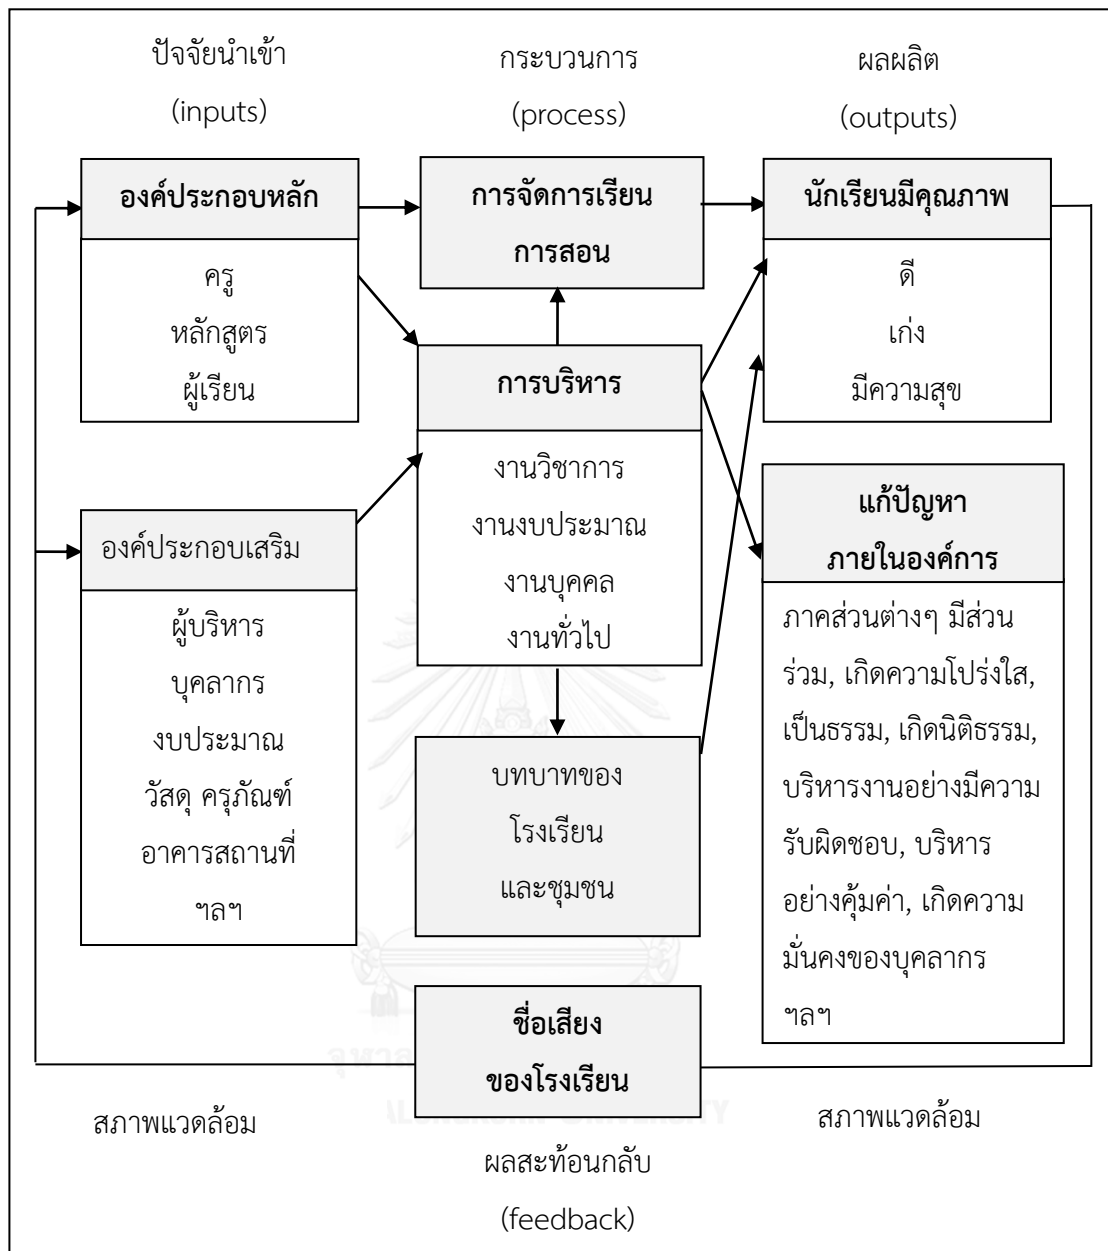 ปัจจัยนำเข้า
(inputs)
กระบวนการ
(process)
ผลผลิต
(outputs)
องค์ประกอบหลัก
ครู
หลักสูตร
ผู้เรียน
องค์ประกอบเสริม
ผู้บริหาร
บุคลากร
งบประมาณ
วัสดุ ครุภัณฑ์
อาคารสถานที่
ฯลฯ
การจัดการเรียน
การสอน
การบริหาร
งานวิชาการ
งานงบประมาณ
งานบุคคล
งานทั่วไป
บทบาทของ
โรงเรียน
และชุมชน
นักเรียนมีคุณภาพ
ดี
เก่ง
มีความสุข
แก้ปัญหา
ภายในองค์การ
ภาคส่วนต่างๆ มีส่วน
ร่วม, เกิดความโปร่งใส,
เป็นธรรม, เกิดนิติธรรม,
บริหารงานอย่างมีความ
รับผิดชอบ, บริหาร
อย่างคุ้มค่า, เกิดความ
มั่นคงของบุคลากร
ฯลฯ
ชื่อเสียง
ของโรงเรียน
สภาพแวดล้อม
สภาพแวดล้อม
ผลสะท้อนกลับ
(feedback)